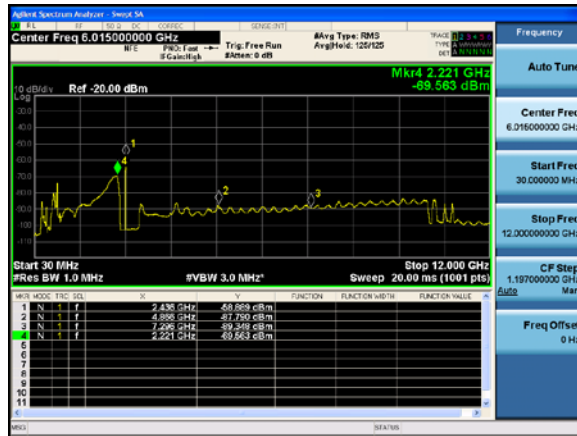 Agilent Spectrum Analyzer - Swept SA
RL RF 50 Ω DC CORREC SENSE:INT
Center Freq 6.015000000 GHz
NFE PNO: Fast Trig: Free Run #Avg Type: RMS TRACE
IFGain:High #Atten: 0 dB Avg|Hold: 125/125 TYPE
DET
Mkr4 2.221 GHz
10 dB/div Ref -20.00 dBm -69.563 dBm
Log
-30.0
-40.0
-50.0
-60.0
-70.0
-80.0
-90.0
-100
-110
1
4
2
3
Start 30 MHz Stop 12.000 GHz
#Res BW 1.0 MHz #VBW 3.0 MHz* Sweep 20.00 ms (1001 pts)
MKR MODE TRC SCL X Y FUNCTION FUNCTION WIDTH FUNCTION VALUE
1 N 1 f 2.436 GHz -58.889 dBm
2 N 1 f -87.790 dBm
3 N 1 f -89.349 dBm
4 N 1 f 2.221 GHz -69.563 dBm
5
6
7
8
9
10
11
MSG STATUS
Frequency
Auto Tune
Center Freq
6.015000000 GHz
Start Freq
30.000000 MHz
Stop Freq
12.000000000 GHz
CF Step
1.197000000 GHz
Auto Man
Freq Offset
0 Hz